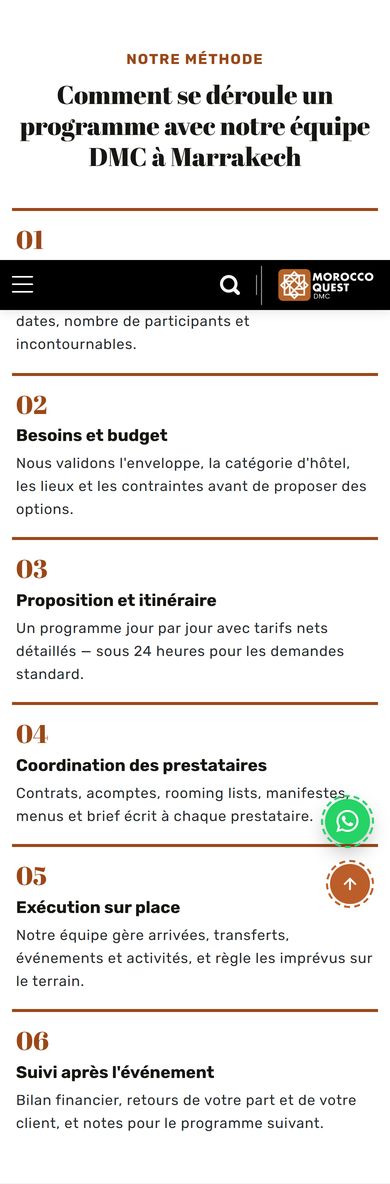 NOTRE MÉTHODE
Comment se déroule un
programme avec notre équipe
DMC à Marrakech
01
MOROCCO
QUEST
DMC
dates, nombre de participants et
incontournables.
02
Besoins et budget
Nous validons l'enveloppe, la catégorie d'hôtel,
les lieux et les contraintes avant de proposer des
options.
03
Proposition et itinéraire
Un programme jour par jour avec tarifs nets
détaillés — sous 24 heures pour les demandes
standard.
04
Coordination des prestataires
Contrats, acomptes, rooming lists, manifestes,
menus et brief écrit à chaque prestataire.
05
Exécution sur place
Notre équipe gère arrivées, transferts,
événements et activités, et règle les imprévus sur
le terrain.
06
Suivi après l'événement
Bilan financier, retours de votre part et de votre
client, et notes pour le programme suivant.